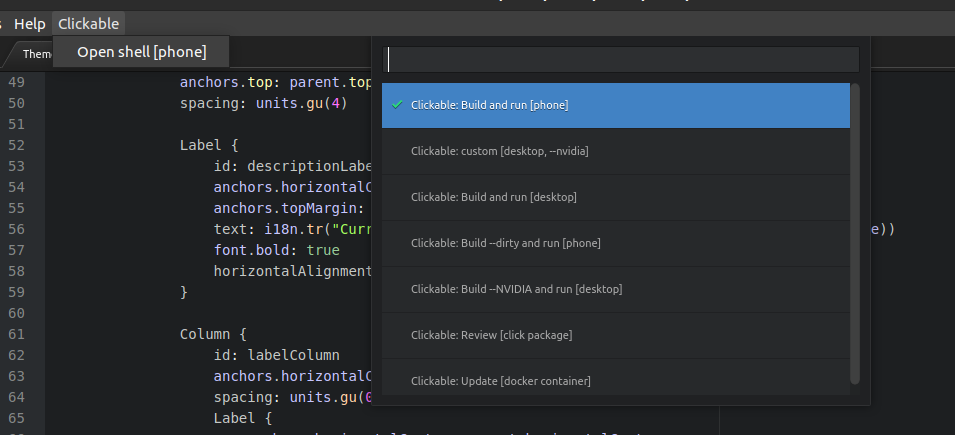 Help Clickable
Them
Open shell [phone]
Clickable: Build and run [phone]
Clickable: custom [desktop, --nvidia]
Clickable: Build and run [desktop]
Clickable: Build --dirty and run [phone]
Clickable: Build --NVIDIA and run [desktop]
Clickable: Review [click package]
Clickable: Update [docker container]
49 anchors.top: parent.top
50 spacing: units.gu(4)
51
52 Label {
53 id: descriptionLabe
54 anchors.horizontalC
55 anchors.topMargin:
56 text: i18n.tr("Curr e))
57 font.bold: true
58 horizontalAlignment
59 }
60
61 Column {
62 id: labelColumn
63 anchors.horizontalC
64 spacing: units.gu(0
65 Label {